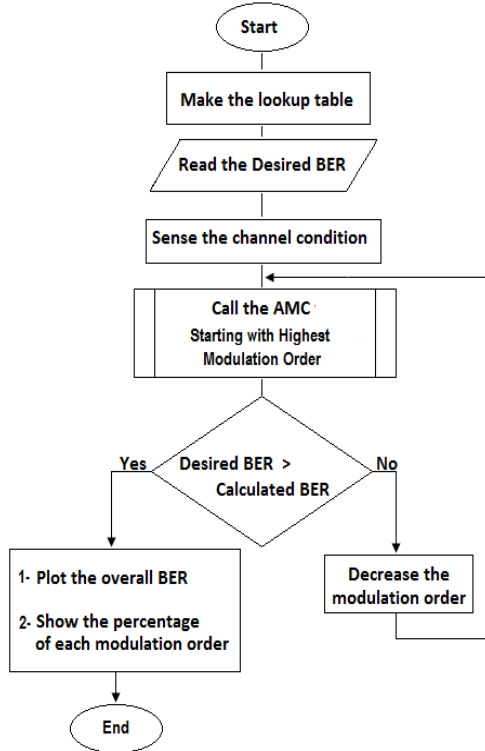 Start
Make the lookup table
Read the Desired BER
Sense the channel condition
Call the AMC
Starting with Highest
Modulation Order
Yes
Desired BER >
Calculated BER
No
1- Plot the overall BER
2- Show the percentage
of each modulation order
Decrease the
modulation order
End